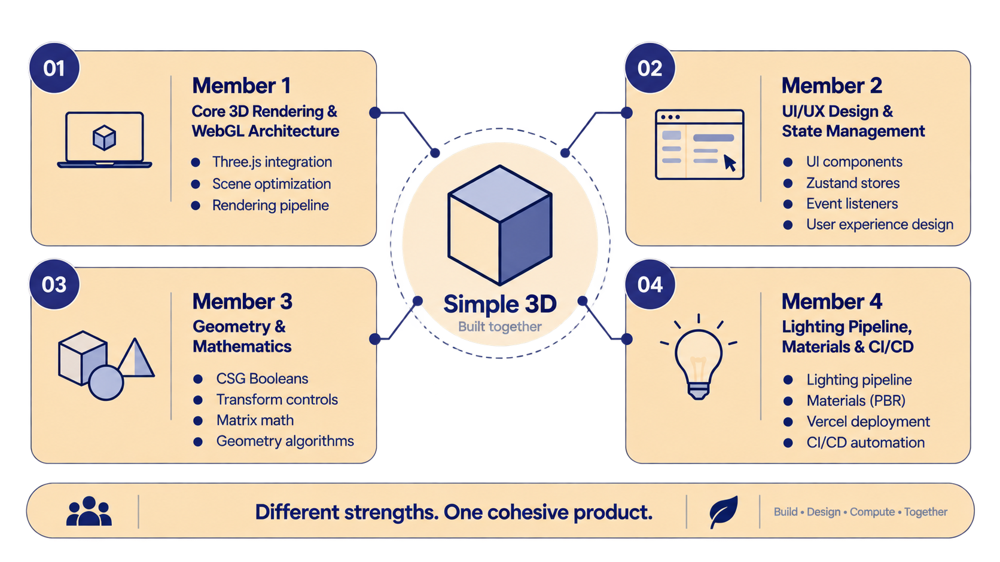 01
Member 1
Core 3D Rendering &
WebGL Architecture
Three.js integration
Scene optimization
Rendering pipeline
02
Member 2
UI/UX Design &
State Management
UI components
Zustand stores
Event listeners
User experience design
Simple 3D
Built together
03
Member 3
Geometry &
Mathematics
CSG Booleans
Transform controls
Matrix math
Geometry algorithms
04
Member 4
Lighting Pipeline,
Materials & CI/CD
Lighting pipeline
Materials (PBR)
Vercel deployment
CI/CD automation
Different strengths. One cohesive product.
Build • Design • Compute • Together